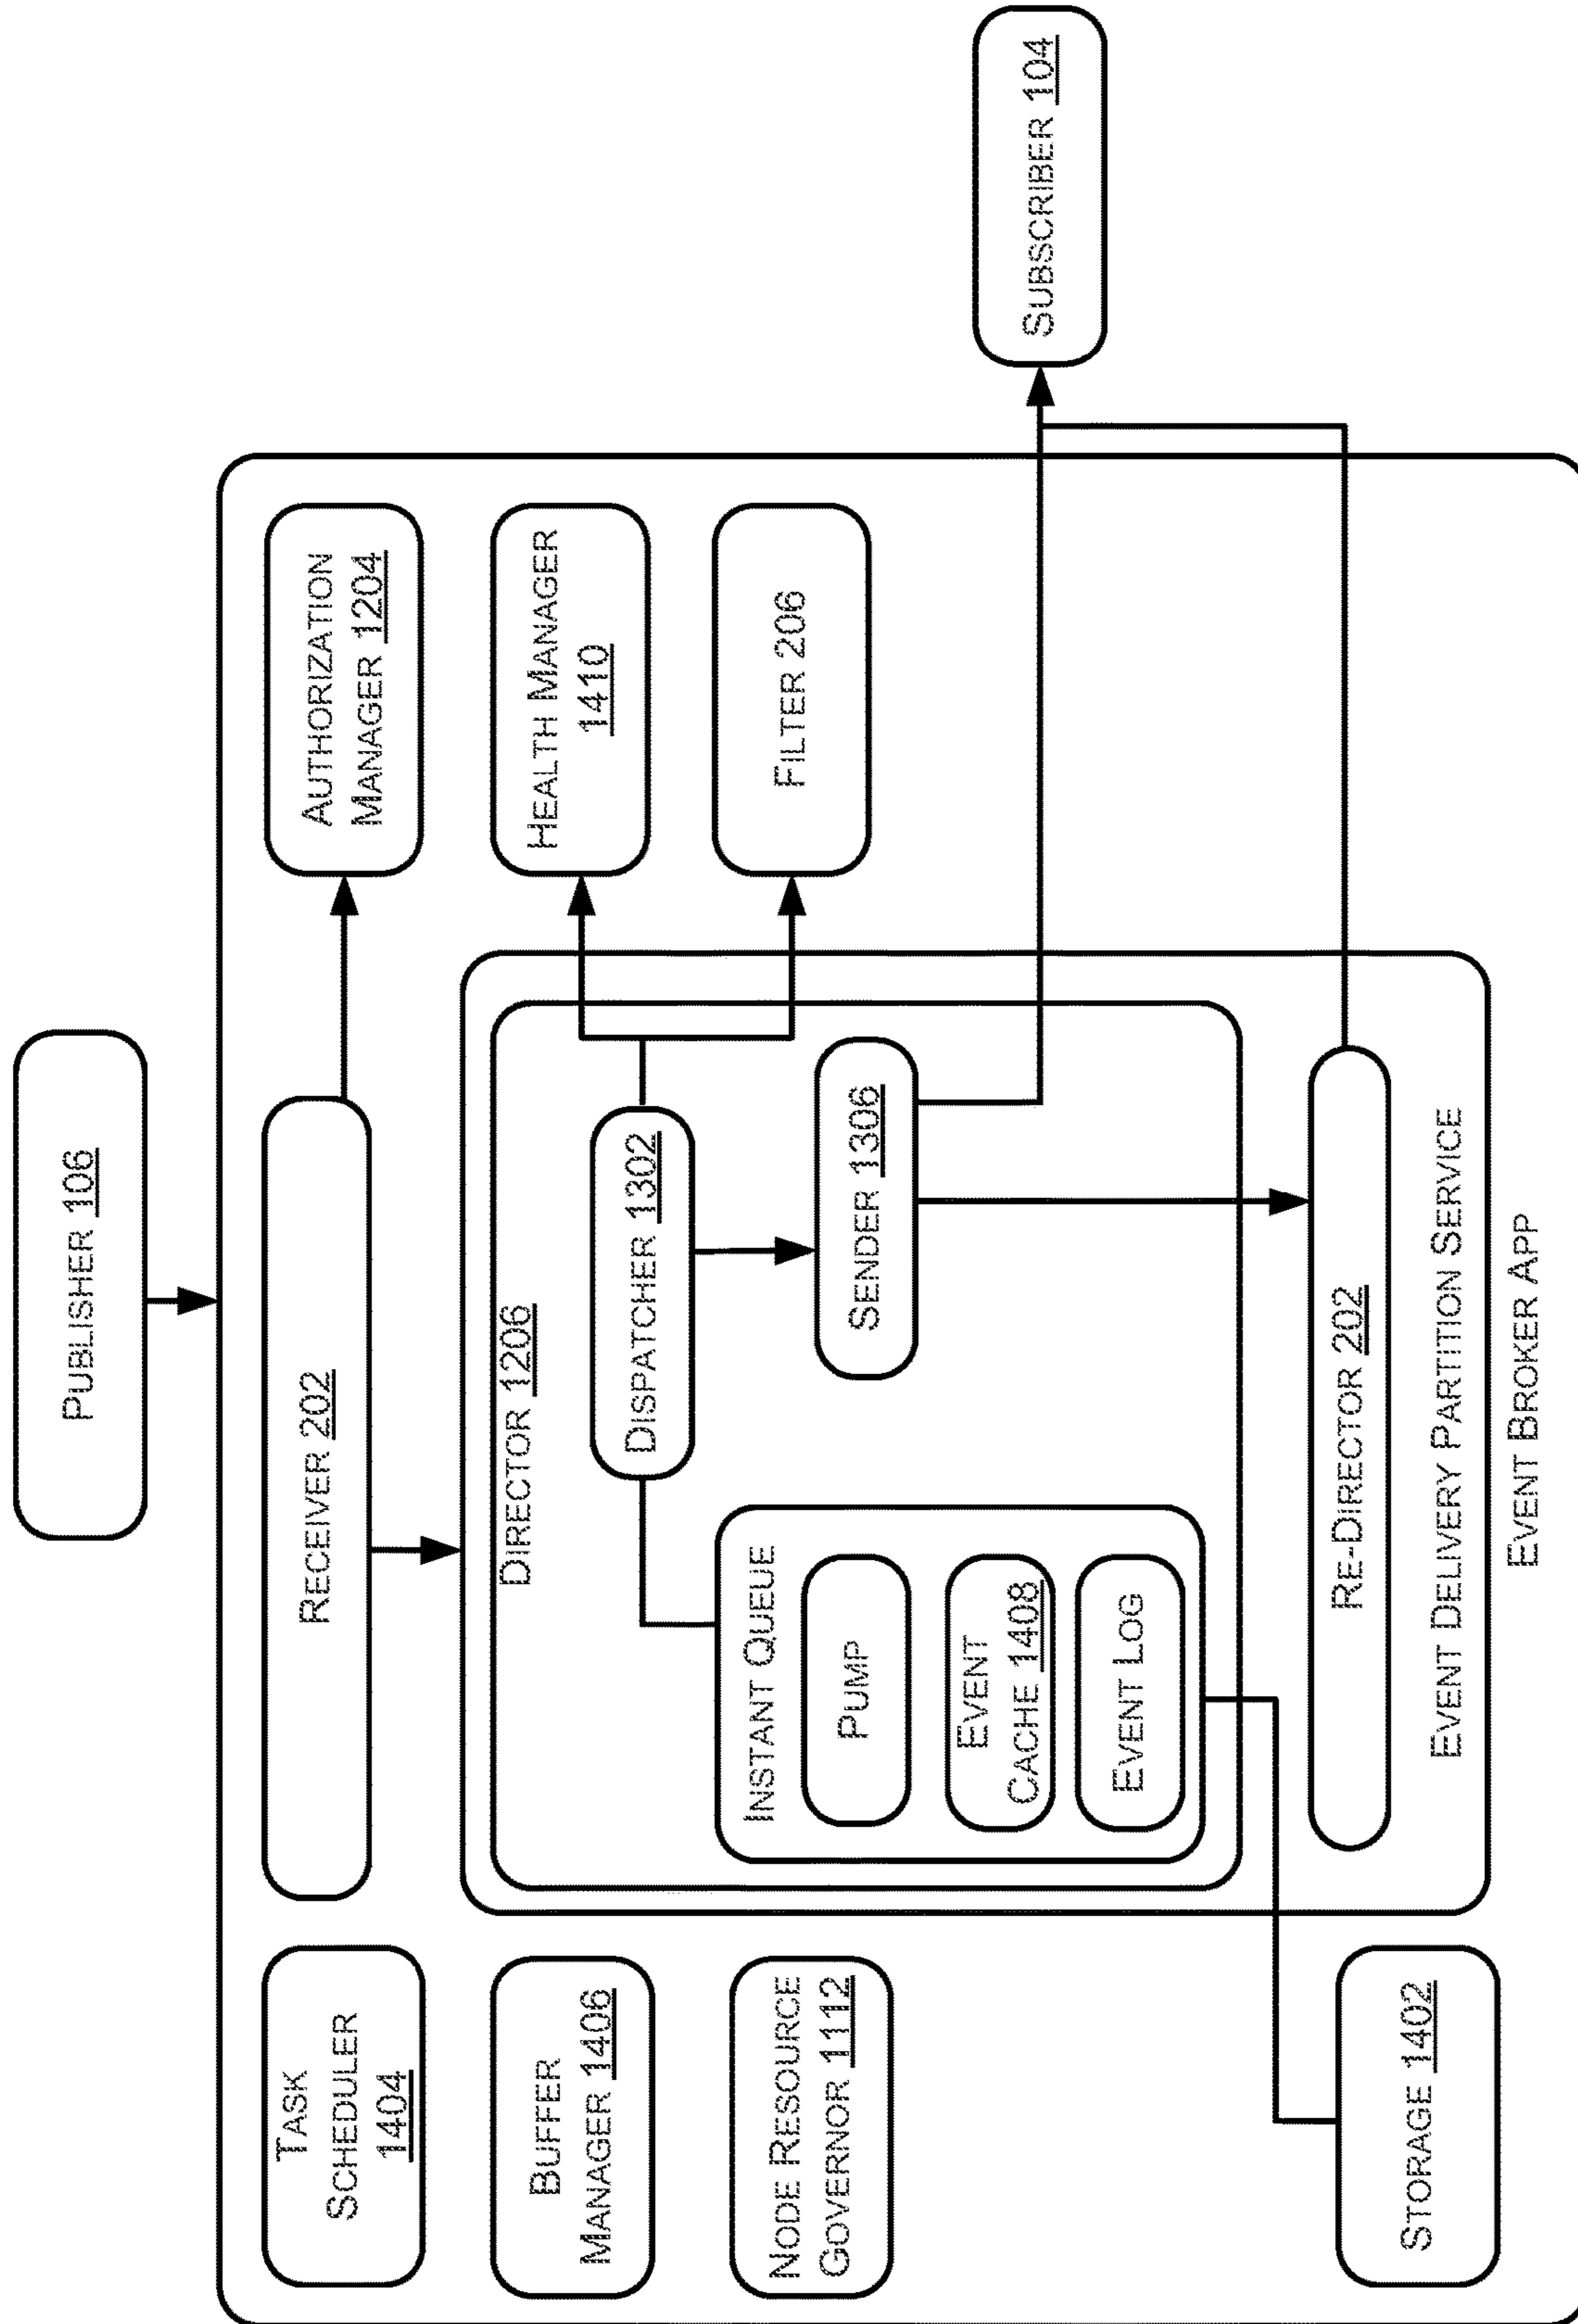 PUBLISHER 106
RECEIVER 202
AUTHORIZATION
MANAGER 1204
TASK
SCHEDULER
1404
BUFFER
MANAGER 1406
NODE RESOURCE
GOVERNOR 1112
DIRECTOR 1206
DISPATCHER 1302
HEALTH MANAGER
1410
FILTER 206
INSTANT QUEUE
PUMP
EVENT
CACHE 1408
EVENT LOG
SENDER 1306
SUBSCRIBER 104
STORAGE 1402
RE-DIRECTOR 202
EVENT DELIVERY PARTITION SERVICE
EVENT BROKER APP